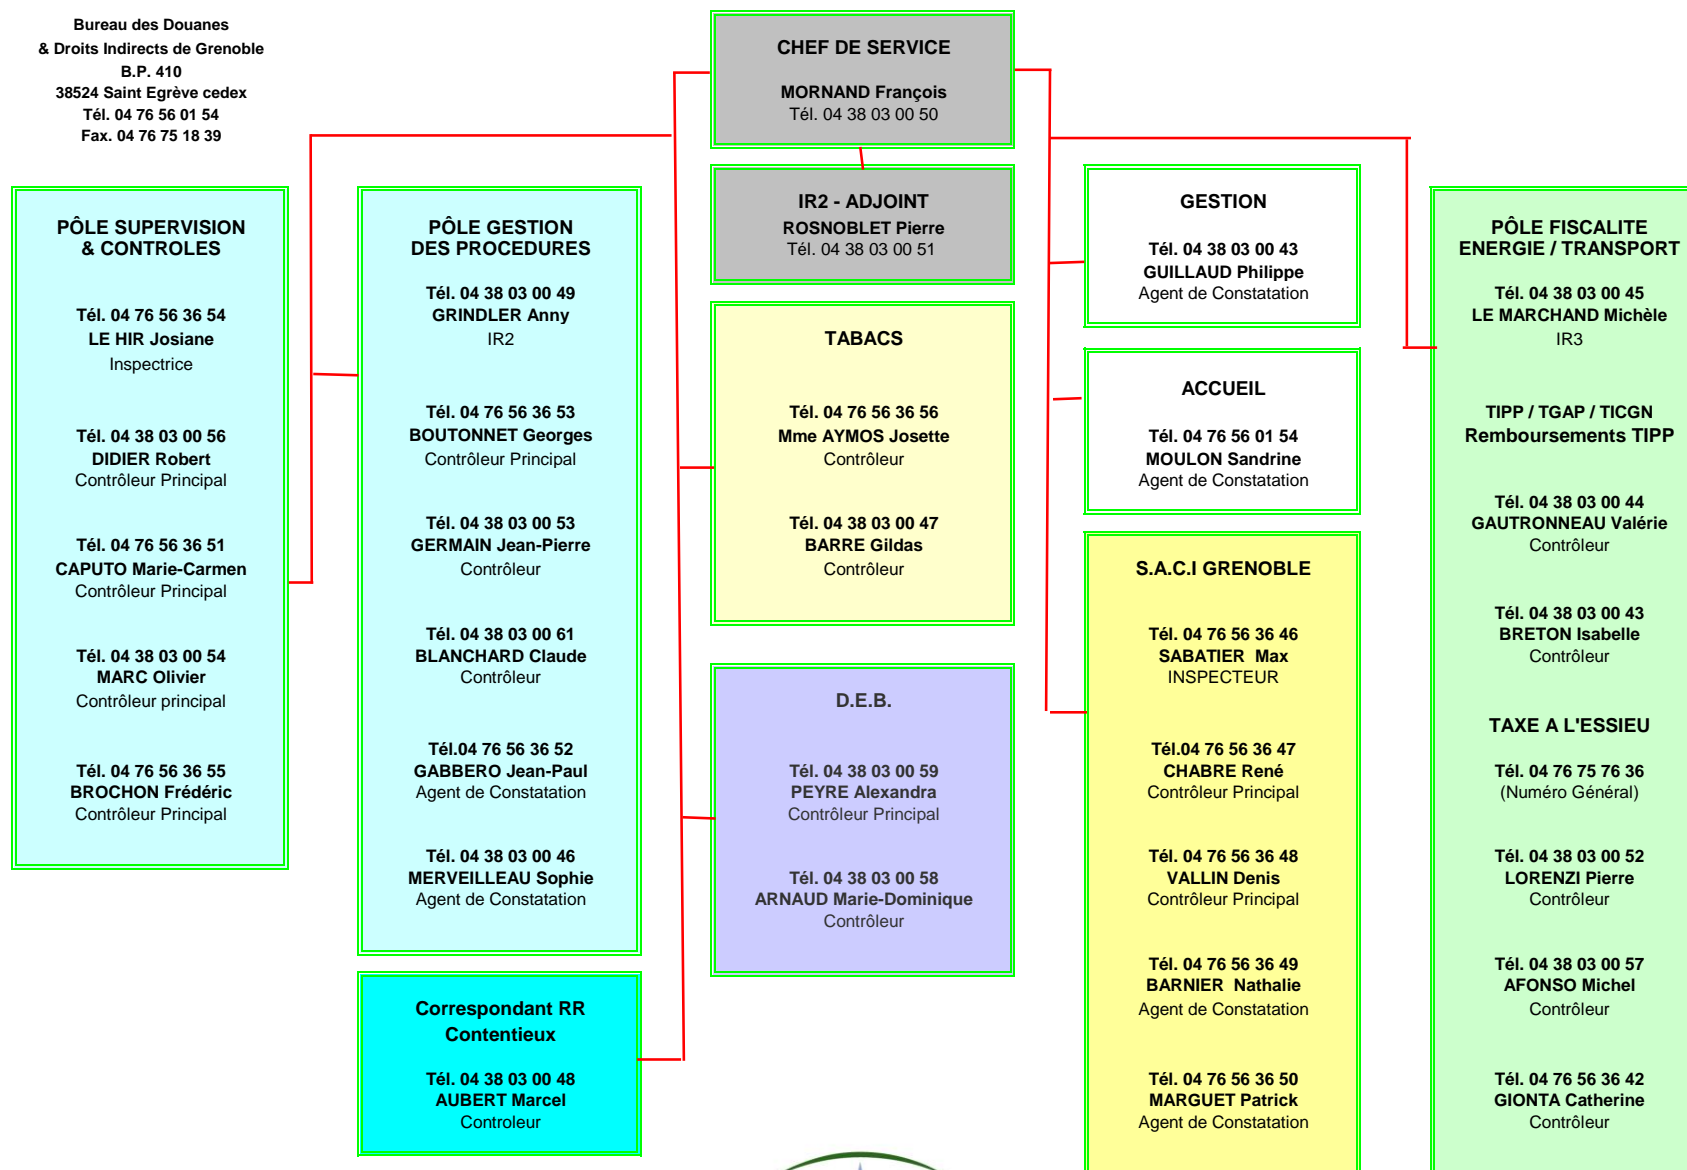 Bureau des Douanes
& Droits Indirects de Grenoble
B.P. 410
38524 Saint Egrève cedex
Tél. 04 76 56 01 54
Fax. 04 76 75 18 39
CHEF DE SERVICE
MORNAND François
Tél. 04 38 03 00 50
IR2 - ADJOINT
ROSNOBLET Pierre
Tél. 04 38 03 00 51
PÔLE SUPERVISION
& CONTROLES
Tél. 04 76 56 36 54
LE HIR Josiane
Inspectrice
Tél. 04 38 03 00 56
DIDIER Robert
Contrôleur Principal
Tél. 04 76 56 36 51
CAPUTO Marie-Carmen
Contrôleur Principal
Tél. 04 38 03 00 54
MARC Olivier
Contrôleur principal
Tél. 04 76 56 36 55
BROCHON Frédéric
Contrôleur Principal
PÔLE GESTION
DES PROCEDURES
Tél. 04 38 03 00 49
GRINDLER Anny
IR2
Tél. 04 76 56 36 53
BOUTONNET Georges
Contrôleur Principal
Tél. 04 38 03 00 53
GERMAIN Jean-Pierre
Contrôleur
Tél. 04 38 03 00 61
BLANCHARD Claude
Contrôleur
Tél.04 76 56 36 52
GABBERO Jean-Paul
Agent de Constatation
Tél. 04 38 03 00 46
MERVEILLEAU Sophie
Agent de Constatation
Correspondant RR
Contentieux
Tél. 04 38 03 00 48
AUBERT Marcel
Controleur
TABACS
Tél. 04 76 56 36 56
Mme AYMOS Josette
Contrôleur
Tél. 04 38 03 00 47
BARRE Gildas
Contrôleur
D.E.B.
Tél. 04 38 03 00 59
PEYRE Alexandra
Contrôleur Principal
Tél. 04 38 03 00 58
ARNAUD Marie-Dominique
Contrôleur
GESTION
Tél. 04 38 03 00 43
GUILLAUD Philippe
Agent de Constatation
ACCUEIL
Tél. 04 76 56 01 54
MOULON Sandrine
Agent de Constatation
S.A.C.I GRENOBLE
Tél. 04 76 56 36 46
SABATIER Max
INSPECTEUR
Tél.04 76 56 36 47
CHABRE René
Contrôleur Principal
Tél. 04 76 56 36 48
VALLIN Denis
Contrôleur Principal
Tél. 04 76 56 36 49
BARNIER Nathalie
Agent de Constatation
Tél. 04 76 56 36 50
MARGUET Patrick
Agent de Constatation
PÔLE FISCALITE
ENERGIE / TRANSPORT
Tél. 04 38 03 00 45
LE MARCHAND Michèle
IR3
TIPP / TGAP / TICGN
Remboursements TIPP
Tél. 04 38 03 00 44
GAUTRONNEAU Valérie
Contrôleur
Tél. 04 38 03 00 43
BRETON Isabelle
Contrôleur
TAXE A L'ESSIEU
Tél. 04 76 75 76 36
(Numéro Général)
Tél. 04 38 03 00 52
LORENZI Pierre
Contrôleur
Tél. 04 38 03 00 57
AFONSO Michel
Contrôleur
Tél. 04 76 56 36 42
GIONTA Catherine
Contrôleur